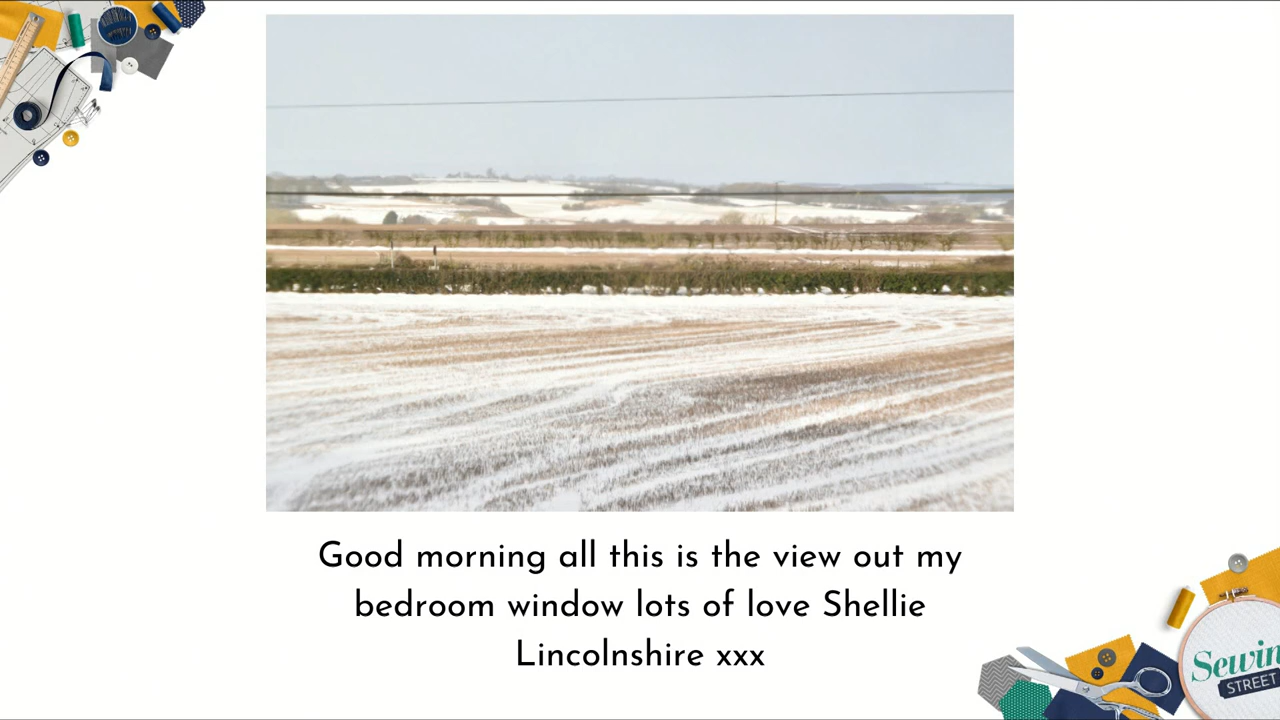 Good morning all this is the view out my
bedroom window lots of love Shellie
Lincolnshire xxx
Sewin
STREET